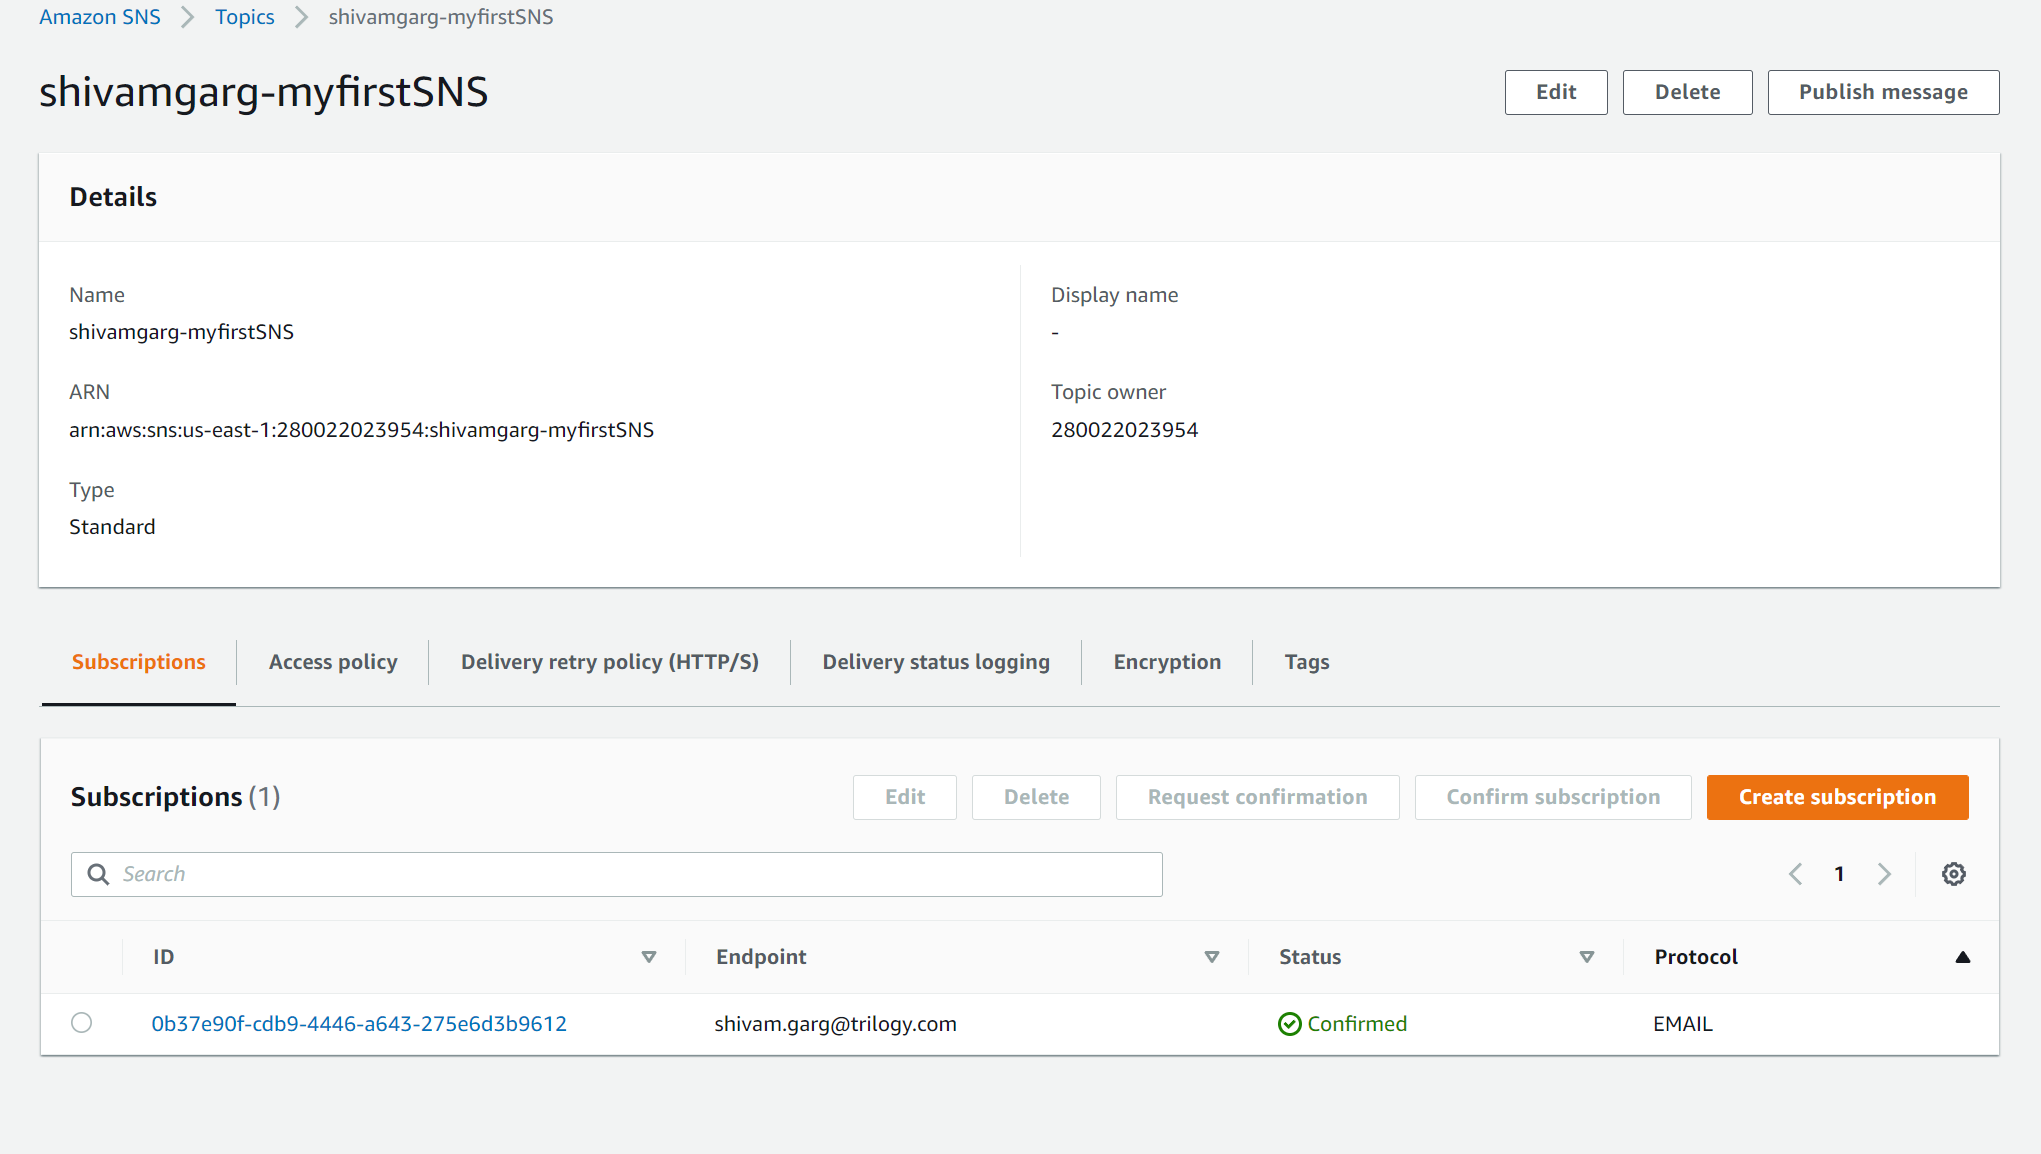 Amazon SNS > Topics > shivamgarg-myfirstSNS
shivamgarg-myfirstSNS
Edit Delete Publish message
Details
Name
shivamgarg-myfirstSNS
Display name
-
ARN
arn:aws:sns:us-east-1:280022023954:shivamgarg-myfirstSNS
Topic owner
280022023954
Type
Standard
Subscriptions Access policy Delivery retry policy (HTTP/S) Delivery status logging Encryption Tags
Subscriptions (1) Edit Delete Request confirmation Confirm subscription Create subscription
Search 1
ID Endpoint Status Protocol
0b37e90f-cdb9-4446-a643-275e6d3b9612 shivam.garg@trilogy.com Confirmed EMAIL